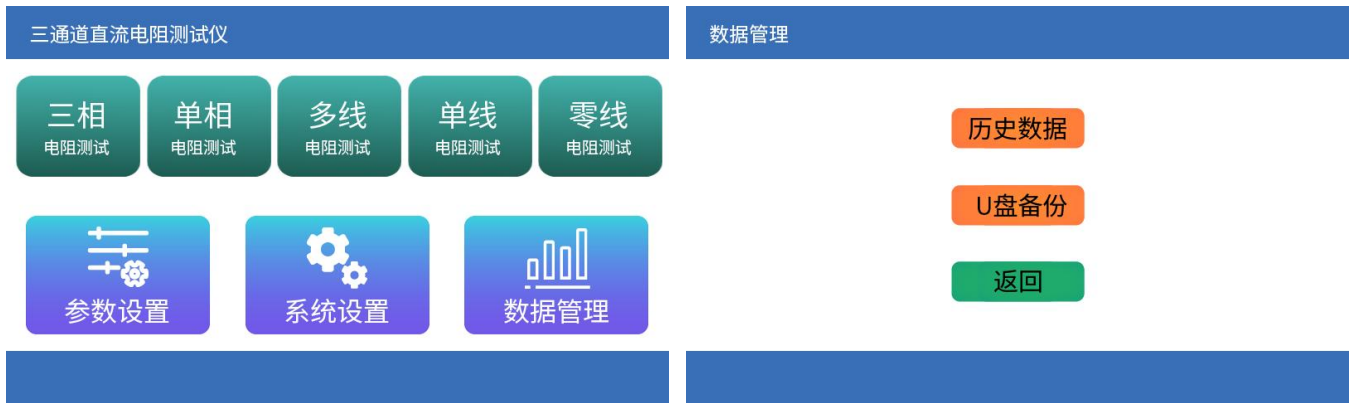 三通道直流电阻测试仪
三相
电阻测试
单相
电阻测试
多线
电阻测试
单线
电阻测试
零线
电阻测试
参数设置
系统设置
数据管理
数据管理
历史数据
U盘备份
返回